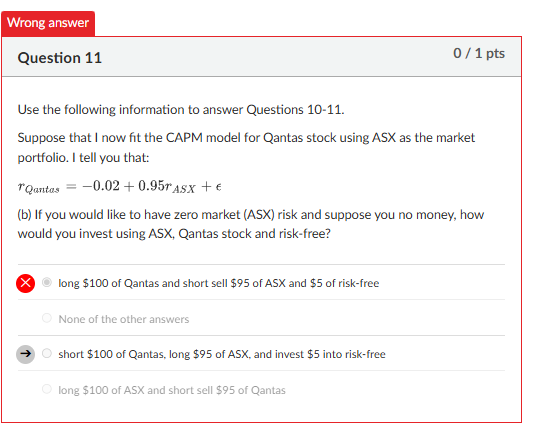 Wrong answer
Question 11
0 / 1 pts
Use the following information to answer Questions 10-11.
Suppose that I now fit the CAPM model for Qantas stock using ASX as the market
portfolio. I tell you that:
r_Qantas = −0.02 + 0.95r_ASX + ϵ
(b) If you would like to have zero market (ASX) risk and suppose you no money, how
would you invest using ASX, Qantas stock and risk-free?
long $100 of Qantas and short sell $95 of ASX and $5 of risk-free
None of the other answers
short $100 of Qantas, long $95 of ASX, and invest $5 into risk-free
long $100 of ASX and short sell $95 of Qantas